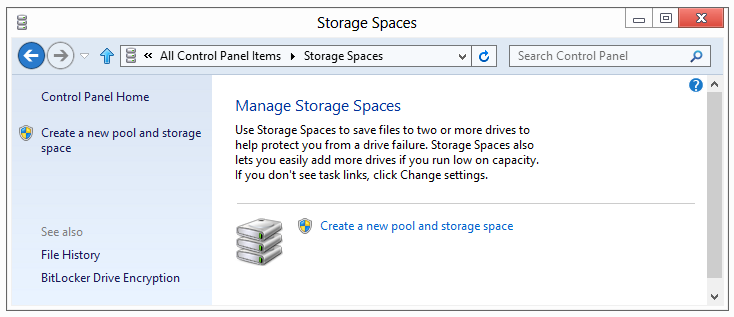 Storage Spaces
« All Control Panel Items ▸ Storage Spaces
Search Control Panel
Control Panel Home
Create a new pool and storage
space
See also
File History
BitLocker Drive Encryption
Manage Storage Spaces
Use Storage Spaces to save files to two or more drives to
help protect you from a drive failure. Storage Spaces also
lets you easily add more drives if you run low on capacity.
If you don't see task links, click Change settings.
Create a new pool and storage space